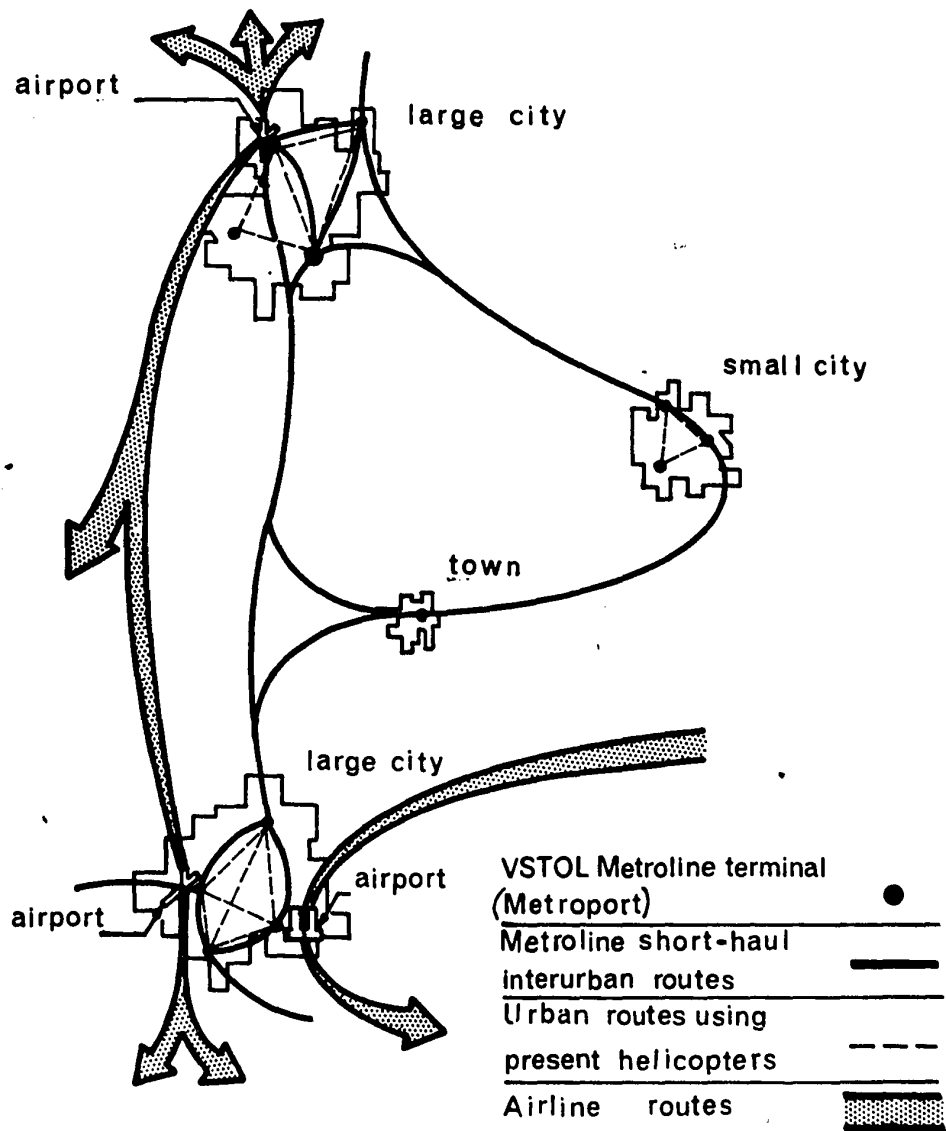 airport
large city
small city
town
large city
airport
airport
VSTOL Metroline terminal
(Metroport)
Metroline short-haul
interurban routes
Urban routes using
present helicopters
Airline routes